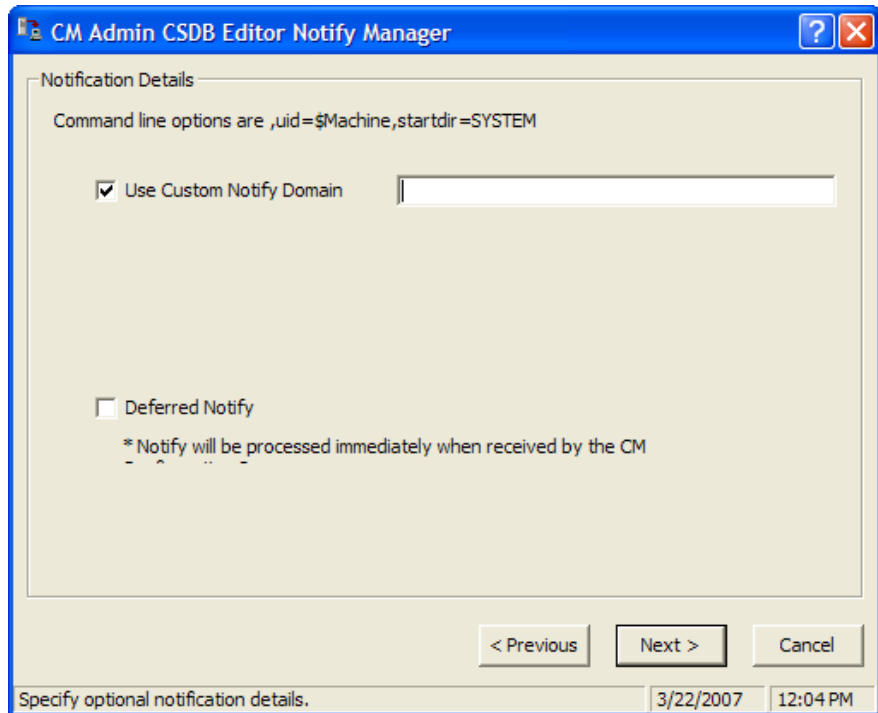 CM Admin CSDB Editor Notify Manager
Notification Details
Command line options are ,uid=$Machine,startdir=SYSTEM
Use Custom Notify Domain
Deferred Notify
* Notify will be processed immediately when received by the CM
< Previous
Next >
Cancel
Specify optional notification details.
3/22/2007
12:04 PM